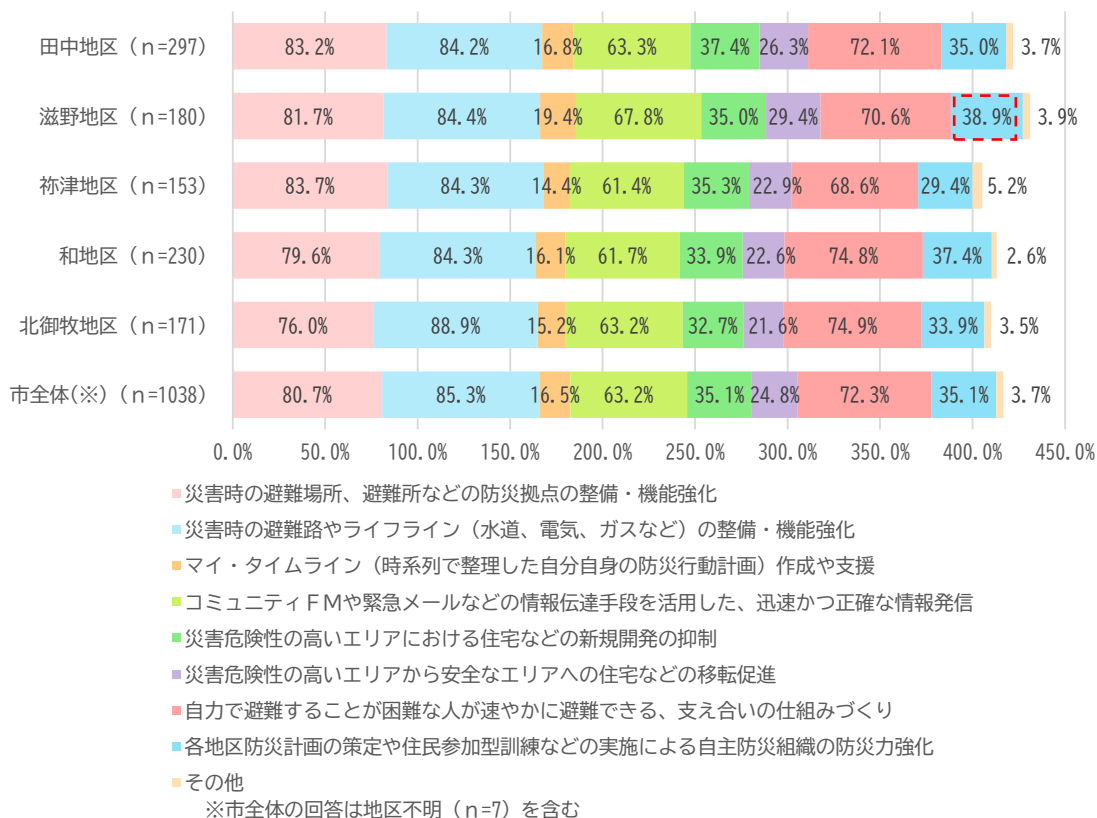 田中地区（ｎ=297） 83.2% 84.2% 16.8% 63.3% 37.4% 26.3% 72.1% 35.0% 3.7%
滋野地区（ｎ=180） 81.7% 84.4% 19.4% 67.8% 35.0% 29.4% 70.6% 38.9% 3.9%
祢津地区（ｎ=153） 83.7% 84.3% 14.4% 61.4% 35.3% 22.9% 68.6% 29.4% 5.2%
和地区（ｎ=230） 79.6% 84.3% 16.1% 61.7% 33.9% 22.6% 74.8% 37.4% 2.6%
北御牧地区（ｎ=171） 76.0% 88.9% 15.2% 63.2% 32.7% 21.6% 74.9% 33.9% 3.5%
市全体(※)（ｎ=1038） 80.7% 85.3% 16.5% 63.2% 35.1% 24.8% 72.3% 35.1% 3.7%
0.0% 50.0% 100.0% 150.0% 200.0% 250.0% 300.0% 350.0% 400.0% 450.0%
災害時の避難場所、避難所などの防災拠点の整備・機能強化
災害時の避難路やライフライン（水道、電気、ガスなど）の整備・機能強化
マイ・タイムライン（時系列で整理した自分自身の防災行動計画）作成や支援
コミュニティＦＭや緊急メールなどの情報伝達手段を活用した、迅速かつ正確な情報発信
災害危険性の高いエリアにおける住宅などの新規開発の抑制
災害危険性の高いエリアから安全なエリアへの住宅などの移転促進
自力で避難することが困難な人が速やかに避難できる、支え合いの仕組みづくり
各地区防災計画の策定や住民参加型訓練などの実施による自主防災組織の防災力強化
その他
※市全体の回答は地区不明（n=7）を含む